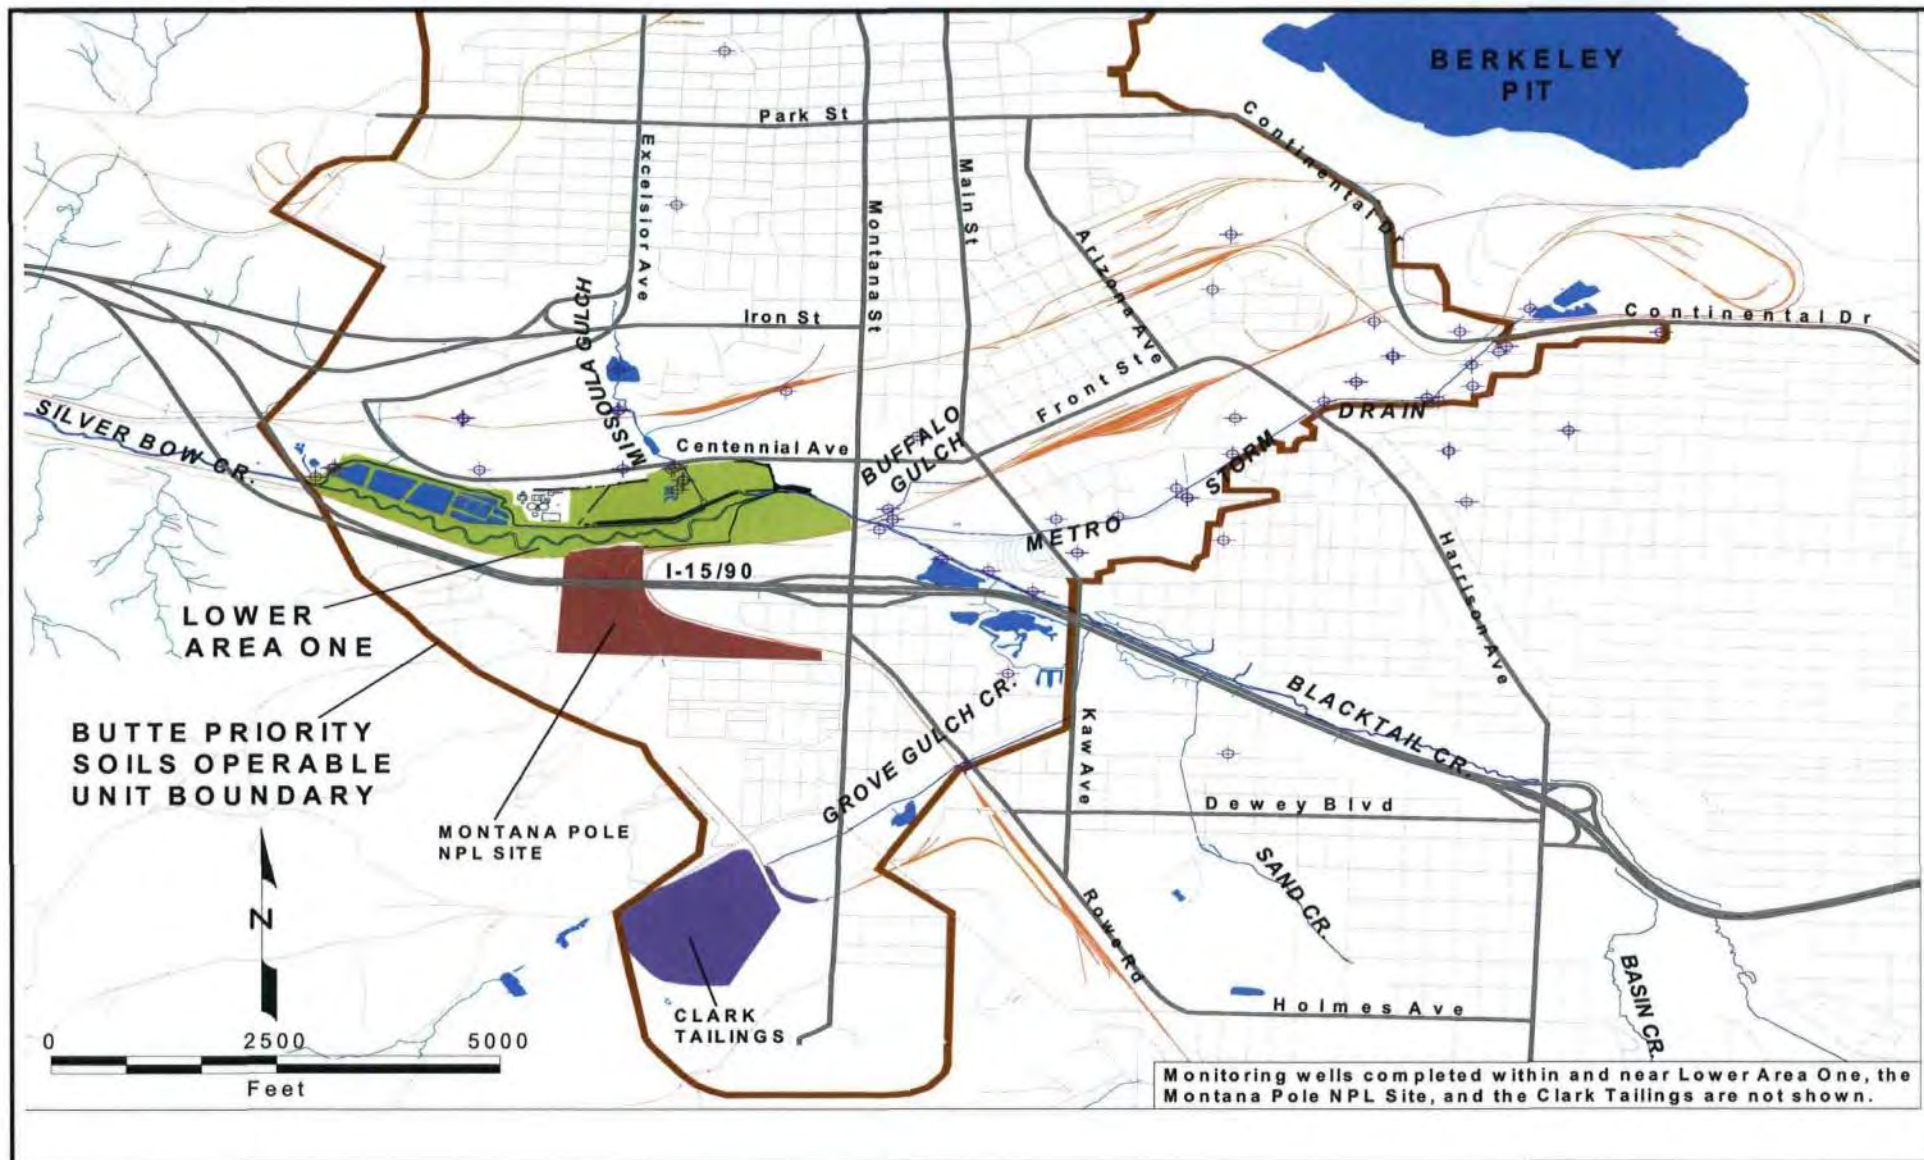 BERKELEY
PIT
Park St
Continental Dr
Excelsior Ave
Main St
Montana St
Arizona Ave
MISSOULA GULCH
Iron St
Continental Dr
Front St
SILVER BOW CR.
Centennial Ave
BUFFALO
GULCH
METRO STORM DRAIN
Harrison Ave
I-15/90
LOWER
AREA ONE
BUTTE PRIORITY
SOILS OPERABLE
UNIT BOUNDARY
GROVE GULCH CR.
Kaw Ave
BLACKTAIL CR.
Dewey Blvd
MONTANA POLE
NPL SITE
SAND CR.
Rowe Rd
N
BASIN CR.
Holmes Ave
CLARK
TAILINGS
0 2500 5000
Feet
Monitoring wells completed within and near Lower Area One, the
Montana Pole NPL Site, and the Clark Tailings are not shown.